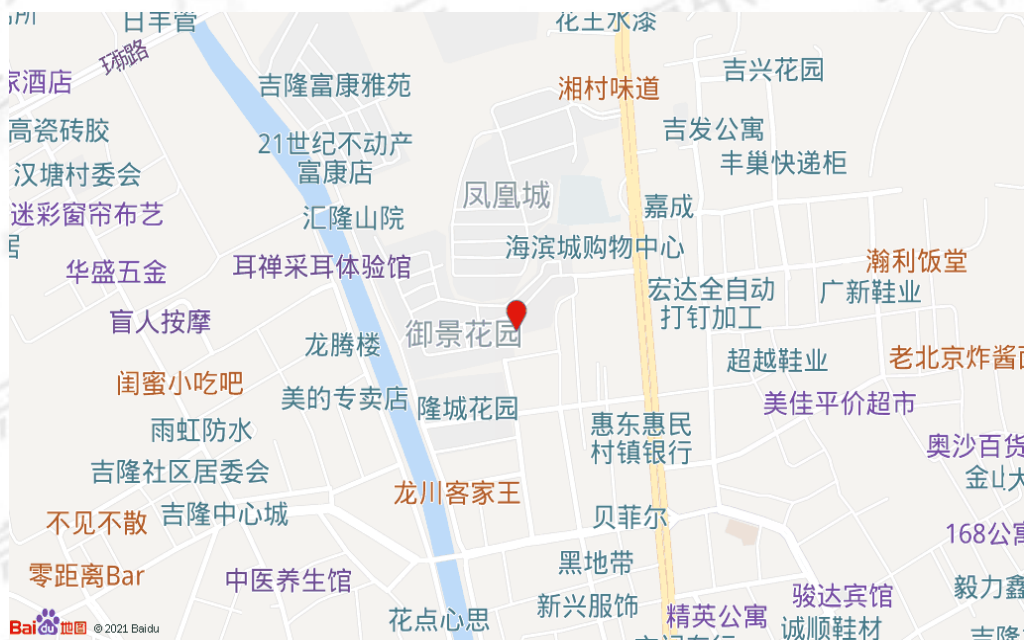 日丰管
花王水漆
环城路
家酒店
吉隆富康雅苑
湘村味道
吉兴花园
高瓷砖胶
21世纪不动产
富康店
吉发公寓
丰巢快递柜
汉塘村委会
凤凰城
迷彩窗帘布艺
汇隆山院
嘉成
居
海滨城购物中心
华盛五金
耳禅采耳体验馆
瀚利饭堂
宏达全自动
打钉加工
广新鞋业
盲人按摩
御景花园
龙腾楼
超越鞋业
老北京炸酱面
闺蜜小吃吧
美的专卖店
隆城花园
美佳平价超市
雨虹防水
惠东惠民
村镇银行
奥沙百货
吉隆社区居委会
金山大
龙川客家王
不见不散
吉隆中心城
贝菲尔
168公寓
黑地带
零距离Bar
中医养生馆
骏达宾馆
毅力鑫
花点心思
新兴服饰
精英公寓
诚顺鞋材
吉隆
Bai du 地图
© 2021 Baidu